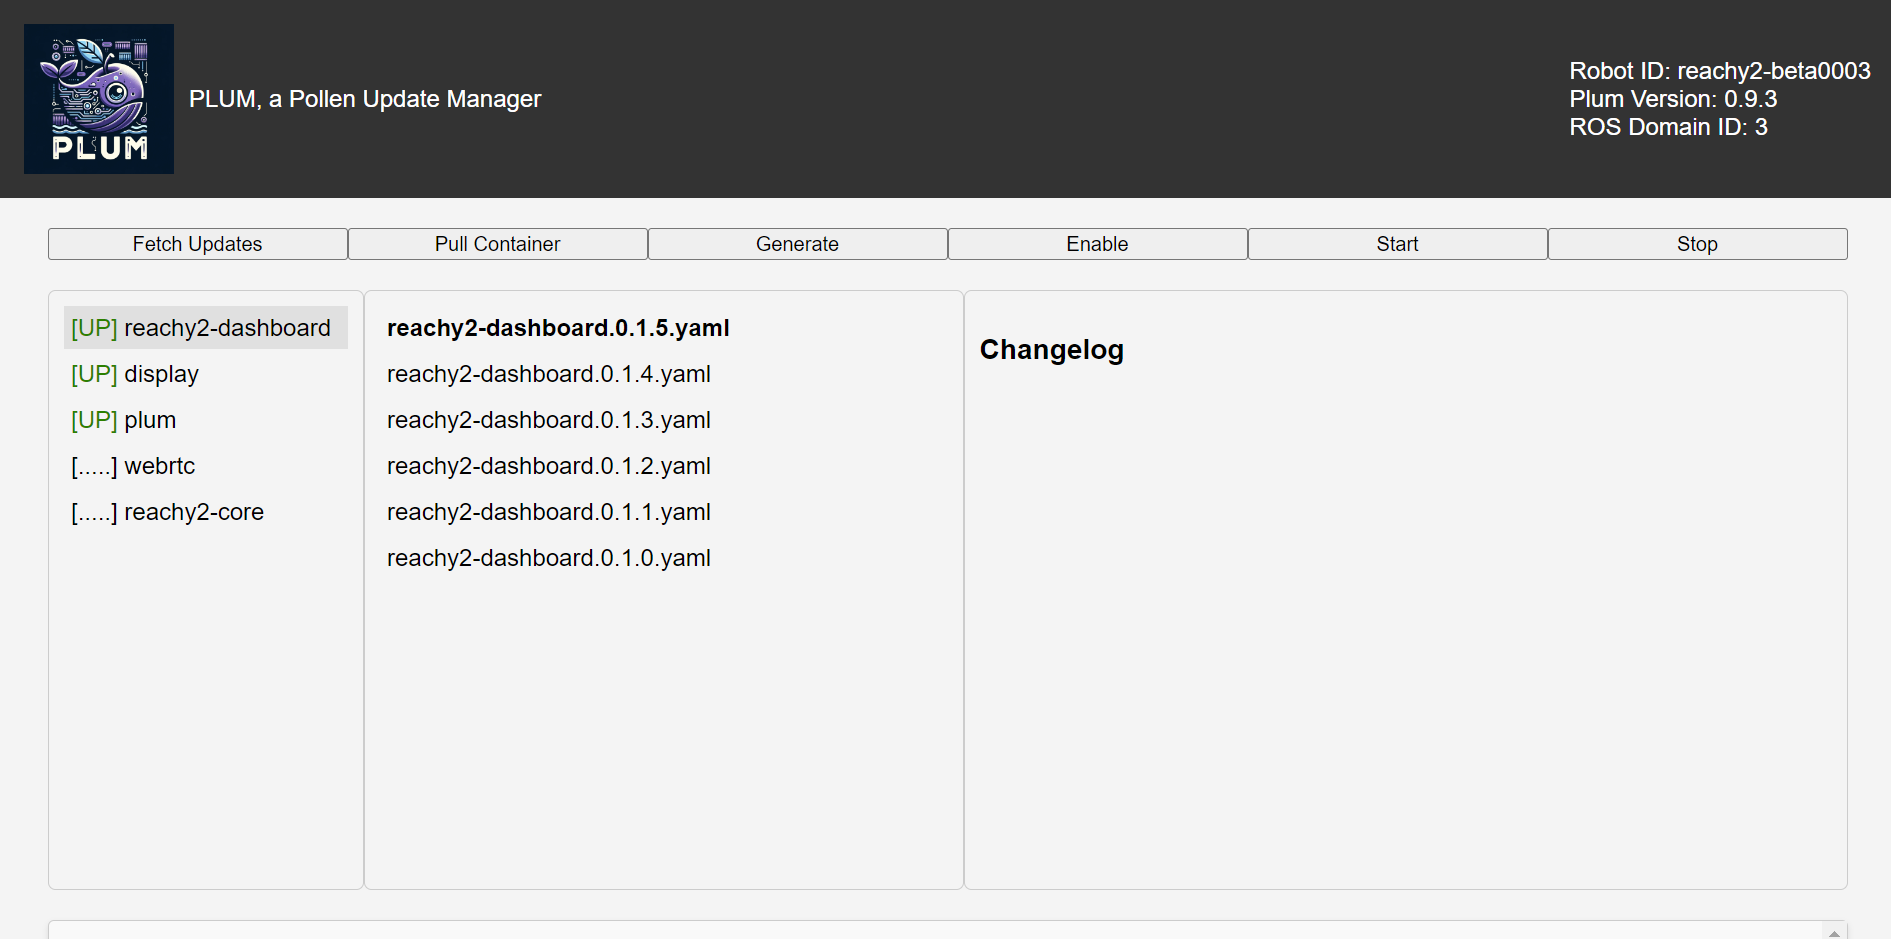 PLUM
PLUM, a Pollen Update Manager
Robot ID: reachy2-beta0003
Plum Version: 0.9.3
ROS Domain ID: 3
Fetch Updates
Pull Container
Generate
Enable
Start
Stop
[UP] reachy2-dashboard
[UP] display
[UP] plum
[.....] webrtc
[.....] reachy2-core
reachy2-dashboard.0.1.5.yaml
reachy2-dashboard.0.1.4.yaml
reachy2-dashboard.0.1.3.yaml
reachy2-dashboard.0.1.2.yaml
reachy2-dashboard.0.1.1.yaml
reachy2-dashboard.0.1.0.yaml
Changelog